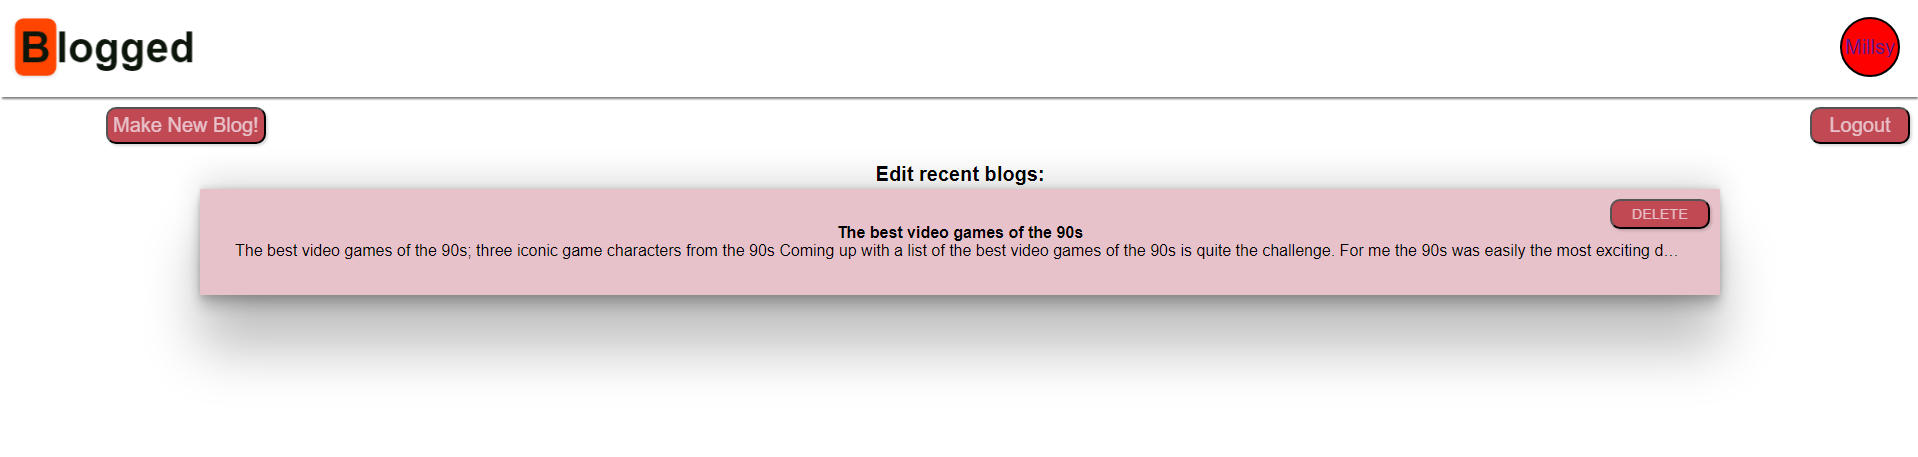 Blogged
Millsy
Make New Blog!
Logout
Edit recent blogs:
DELETE
The best video games of the 90s
The best video games of the 90s; three iconic game characters from the 90s Coming up with a list of the best video games of the 90s is quite the challenge. For me the 90s was easily the most exciting d...